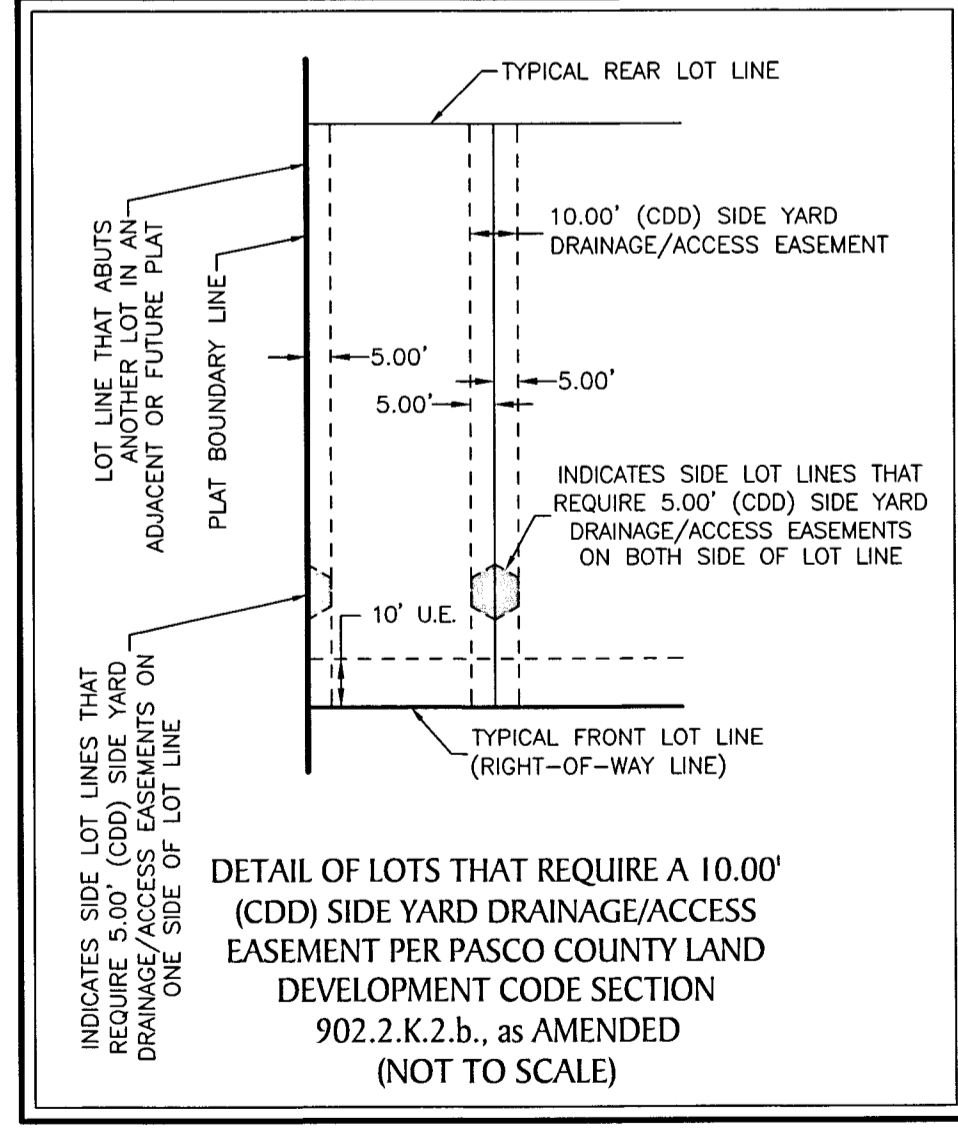 TYPICAL REAR LOT LINE
LOT LINE THAT ABUTS
ANOTHER LOT IN AN
ADJACENT OR FUTURE PLAT
PLAT BOUNDARY LINE
10.00' (CDD) SIDE YARD
DRAINAGE/ACCESS EASEMENT
5.00'
5.00'
5.00'
INDICATES SIDE LOT LINES THAT
REQUIRE 5.00' (CDD) SIDE YARD
DRAINAGE/ACCESS EASEMENTS
ON BOTH SIDE OF LOT LINE
10' U.E.
INDICATES SIDE LOT LINES THAT
REQUIRE 5.00' (CDD) SIDE YARD
DRAINAGE/ACCESS EASEMENTS ON
ONE SIDE OF LOT LINE
TYPICAL FRONT LOT LINE
(RIGHT-OF-WAY LINE)
DETAIL OF LOTS THAT REQUIRE A 10.00'
(CDD) SIDE YARD DRAINAGE/ACCESS
EASEMENT PER PASCO COUNTY LAND
DEVELOPMENT CODE SECTION
902.2.K.2.b., as AMENDED
(NOT TO SCALE)